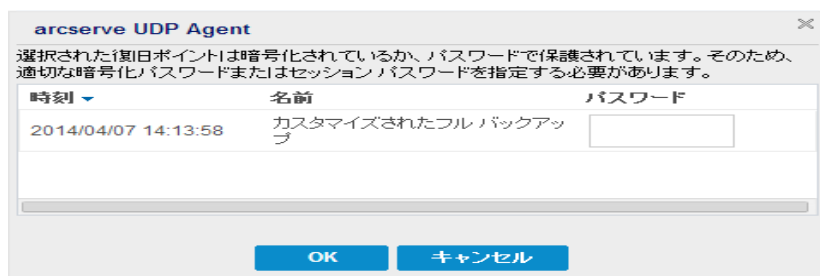 arcserve UDP Agent
選択された復旧ポイントは暗号化されているか、パスワードで保護されています。そのため、
適切な暗号化パスワードまたはセッション パスワードを指定する必要があります。
時刻 名前 パスワード
2014/04/07 14:13:58 カスタマイズされたフル バックアッ
プ
OK キャンセル